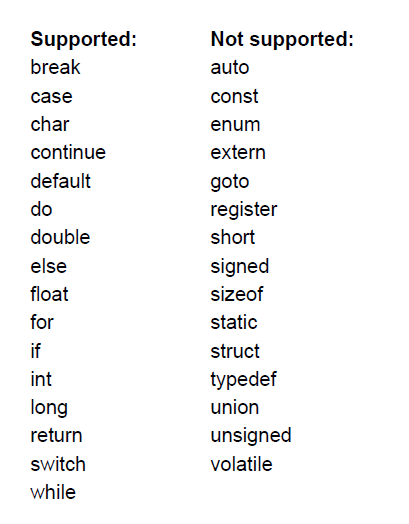 Supported: Not supported:
break auto
case const
char enum
continue extern
default goto
do register
double short
else signed
float sizeof
for static
if struct
int typedef
long union
return unsigned
switch volatile
while